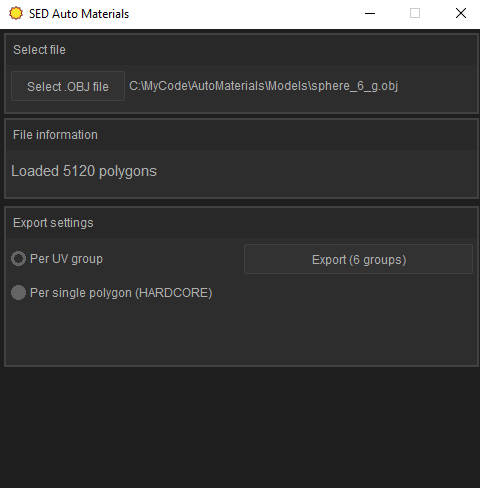 SED Auto Materials
Select file
Select .OBJ file
C:\MyCode\AutoMaterials\Models\sphere_6_g.obj
File information
Loaded 5120 polygons
Export settings
Per UV group
Export (6 groups)
Per single polygon (HARDCORE)